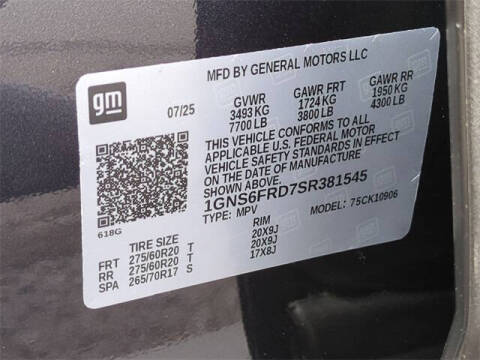 MFD BY GENERAL MOTORS LLC
gm
07/25
GVWR GAWR FRT GAWR RR
3493 KG 1724 KG 1950 KG
7700 LB 3800 LB 4300 LB
THIS VEHICLE CONFORMS TO ALL
APPLICABLE U.S. FEDERAL MOTOR
VEHICLE SAFETY STANDARDS IN EFFECT
ON THE DATE OF MANUFACTURE
1GNS6FRD7SR381545
TYPE: MPV MODEL: 75CK10906
618G
TIRE SIZE RIM
FRT 275/60R20 T 20X9J
RR 275/60R20 T 20X9J
SPA 265/70R17 S 17X8J